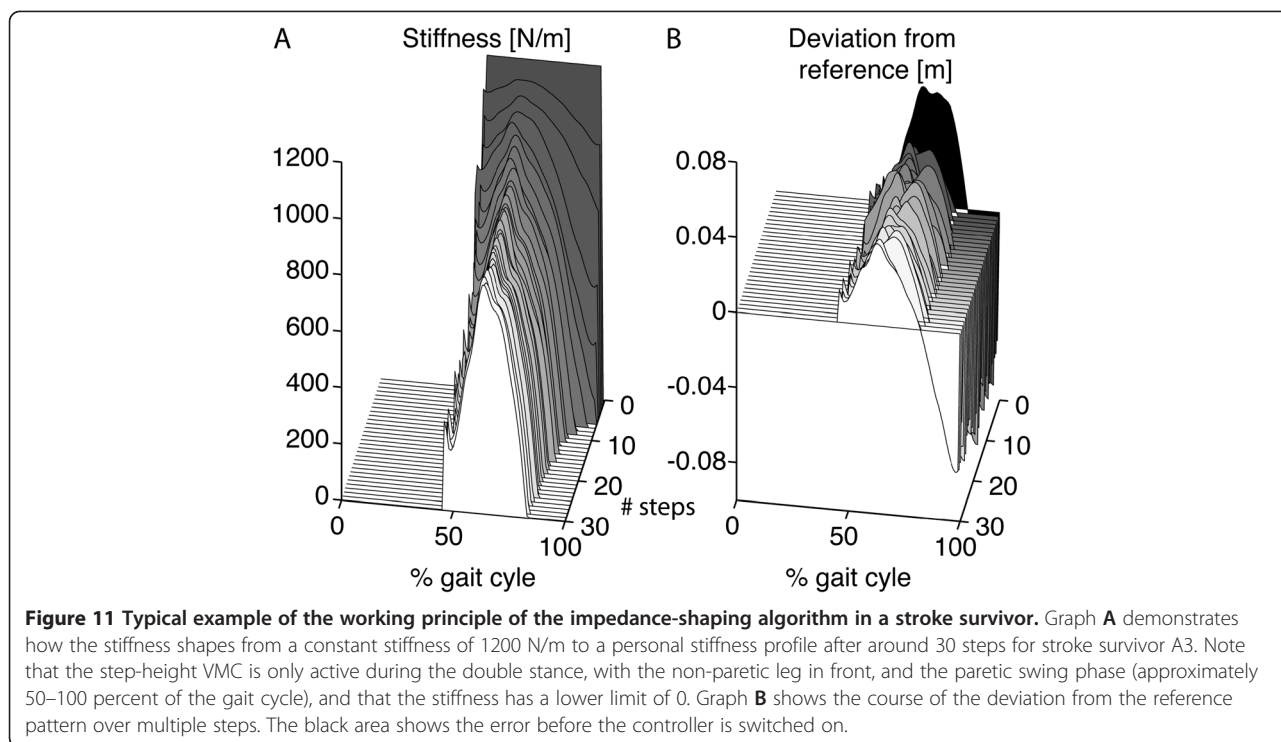 A
Stiffness [N/m]
1200
1000
800
600
400
200
0
0
50
100
% gait cyle
0
10
20
30
# steps
B
Deviation from
reference [m]
0.08
0.04
0
-0.04
-0.08
0
50
100
% gait cyle
0
10
20
30
Figure 11 Typical example of the working principle of the impedance-shaping algorithm in a stroke survivor. Graph A demonstrates
how the stiffness shapes from a constant stiffness of 1200 N/m to a personal stiffness profile after around 30 steps for stroke survivor A3. Note
that the step-height VMC is only active during the double stance, with the non-paretic leg in front, and the paretic swing phase (approximately
50–100 percent of the gait cycle), and that the stiffness has a lower limit of 0. Graph B shows the course of the deviation from the reference
pattern over multiple steps. The black area shows the error before the controller is switched on.